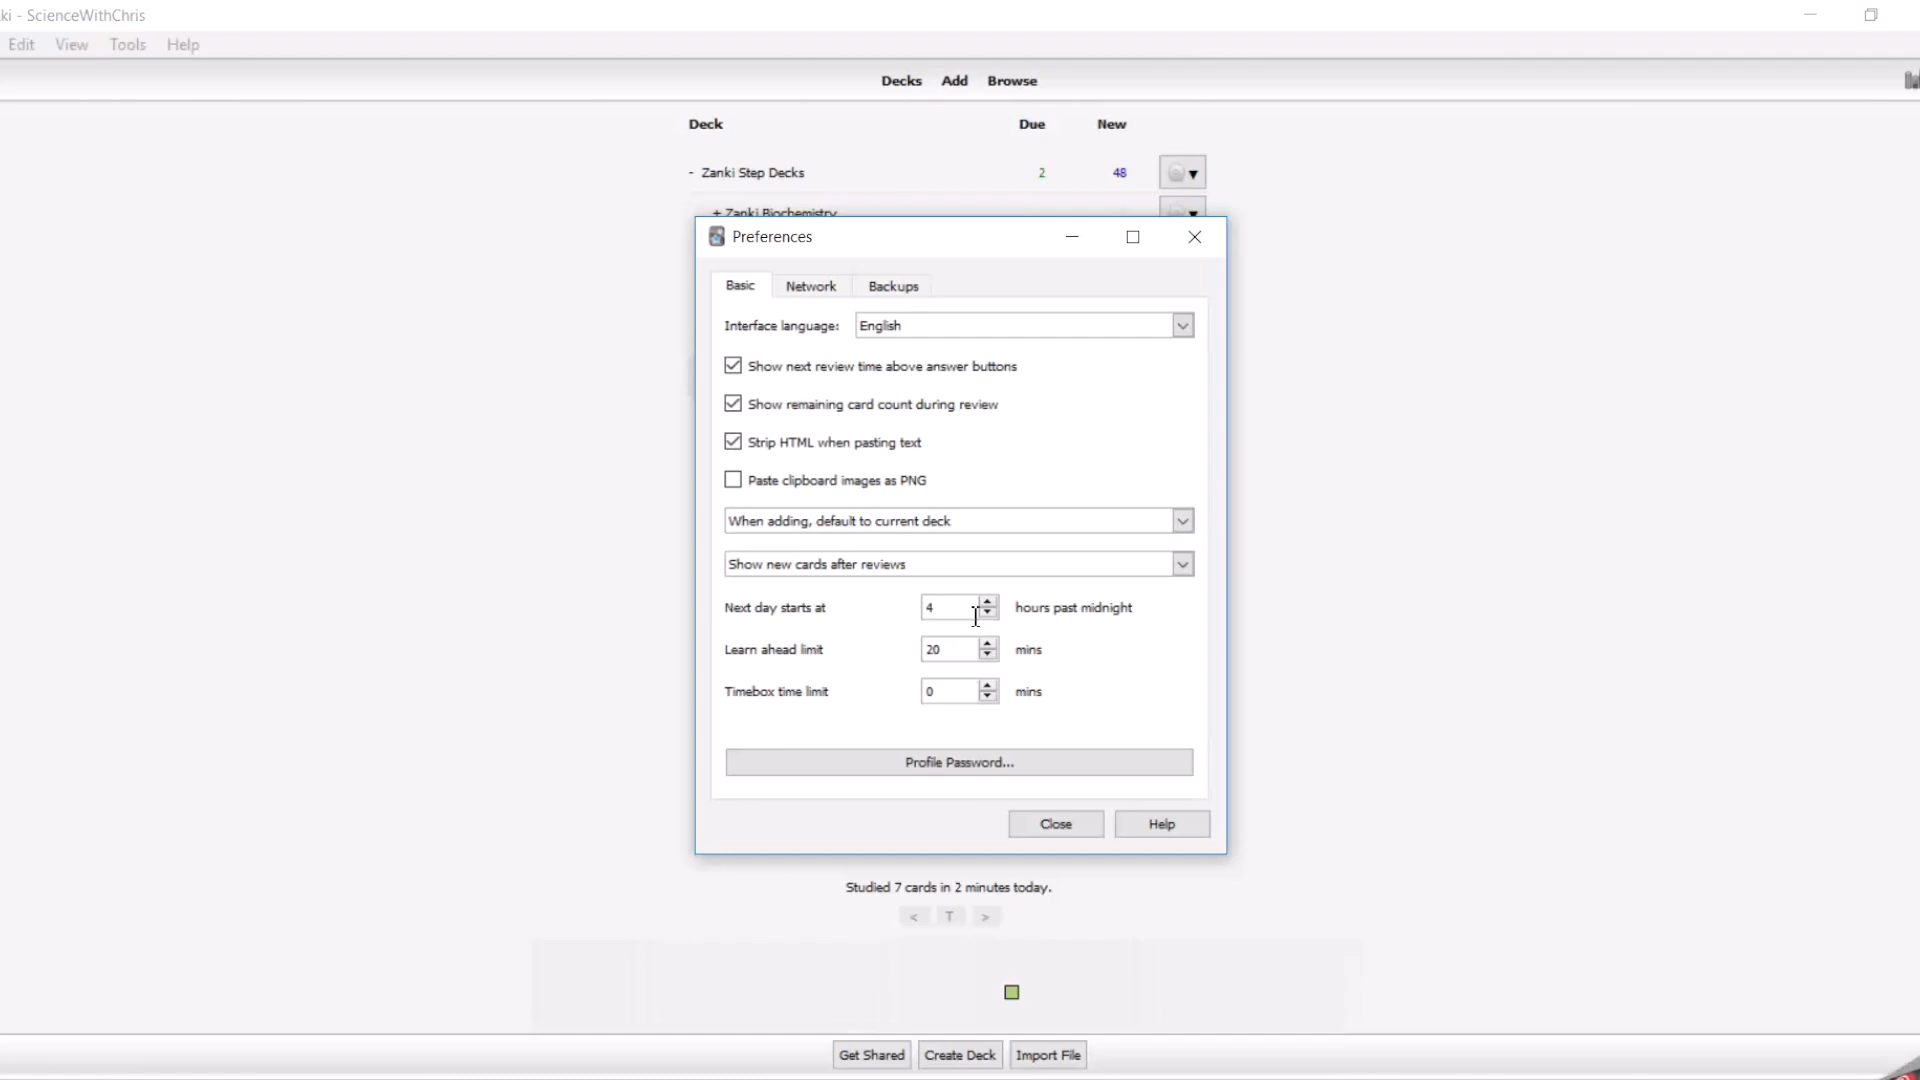 ki - ScienceWithChris
Edit View Tools Help
Decks Add Browse
Deck Due New
- Zanki Step Decks 2 48
+ Zanki Biochemistry
Preferences
Basic Network Backups
Interface language: English
Show next review time above answer buttons
Show remaining card count during review
Strip HTML when pasting text
Paste clipboard images as PNG
When adding, default to current deck
Show new cards after reviews
Next day starts at 4 hours past midnight
Learn ahead limit 20 mins
Timebox time limit 0 mins
Profile Password...
Close Help
Studied 7 cards in 2 minutes today.
< T >
Get Shared Create Deck Import File